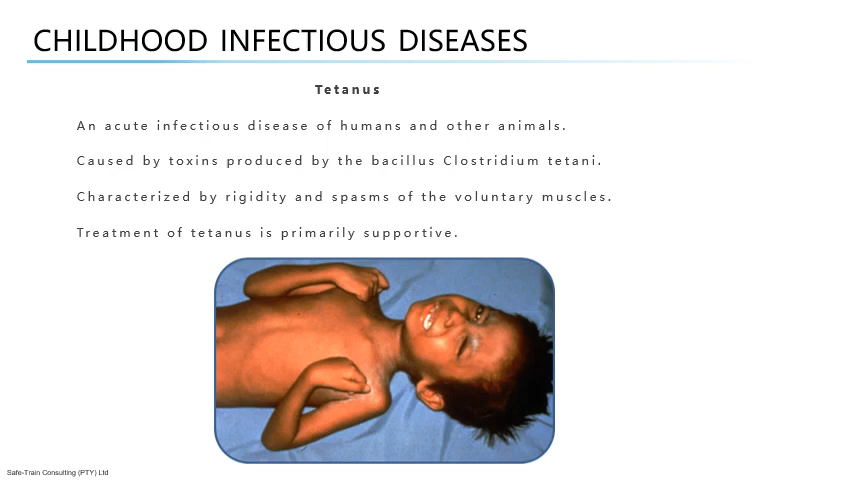 CHILDHOOD INFECTIOUS DISEASES
Tetanus
An acute infectious disease of humans and other animals.
Caused by toxins produced by the bacillus Clostridium tetani.
Characterized by rigidity and spasms of the voluntary muscles.
Treatment of tetanus is primarily supportive.
Safe-Train Consulting (PTY) Ltd